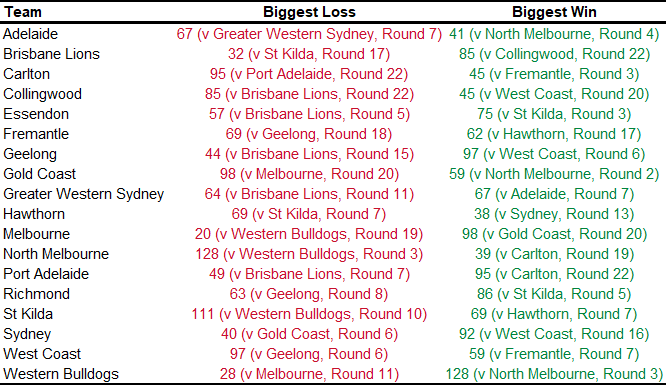 Team Biggest Loss Biggest Win
Adelaide 67 (v Greater Western Sydney, Round 7) 41 (v North Melbourne, Round 4)
Brisbane Lions 32 (v St Kilda, Round 17) 85 (v Collingwood, Round 22)
Carlton 95 (v Port Adelaide, Round 22) 45 (v Fremantle, Round 3)
Collingwood 85 (v Brisbane Lions, Round 22) 45 (v West Coast, Round 20)
Essendon 57 (v Brisbane Lions, Round 5) 75 (v St Kilda, Round 3)
Fremantle 69 (v Geelong, Round 18) 62 (v Hawthorn, Round 17)
Geelong 44 (v Brisbane Lions, Round 15) 97 (v West Coast, Round 6)
Gold Coast 98 (v Melbourne, Round 20) 59 (v North Melbourne, Round 2)
Greater Western Sydney 64 (v Brisbane Lions, Round 11) 67 (v Adelaide, Round 7)
Hawthorn 69 (v St Kilda, Round 7) 38 (v Sydney, Round 13)
Melbourne 20 (v Western Bulldogs, Round 19) 98 (v Gold Coast, Round 20)
North Melbourne 128 (v Western Bulldogs, Round 3) 39 (v Carlton, Round 19)
Port Adelaide 49 (v Brisbane Lions, Round 7) 95 (v Carlton, Round 22)
Richmond 63 (v Geelong, Round 8) 86 (v St Kilda, Round 5)
St Kilda 111 (v Western Bulldogs, Round 10) 69 (v Hawthorn, Round 7)
Sydney 40 (v Gold Coast, Round 6) 92 (v West Coast, Round 16)
West Coast 97 (v Geelong, Round 6) 59 (v Fremantle, Round 7)
Western Bulldogs 28 (v Melbourne, Round 11) 128 (v North Melbourne, Round 3)